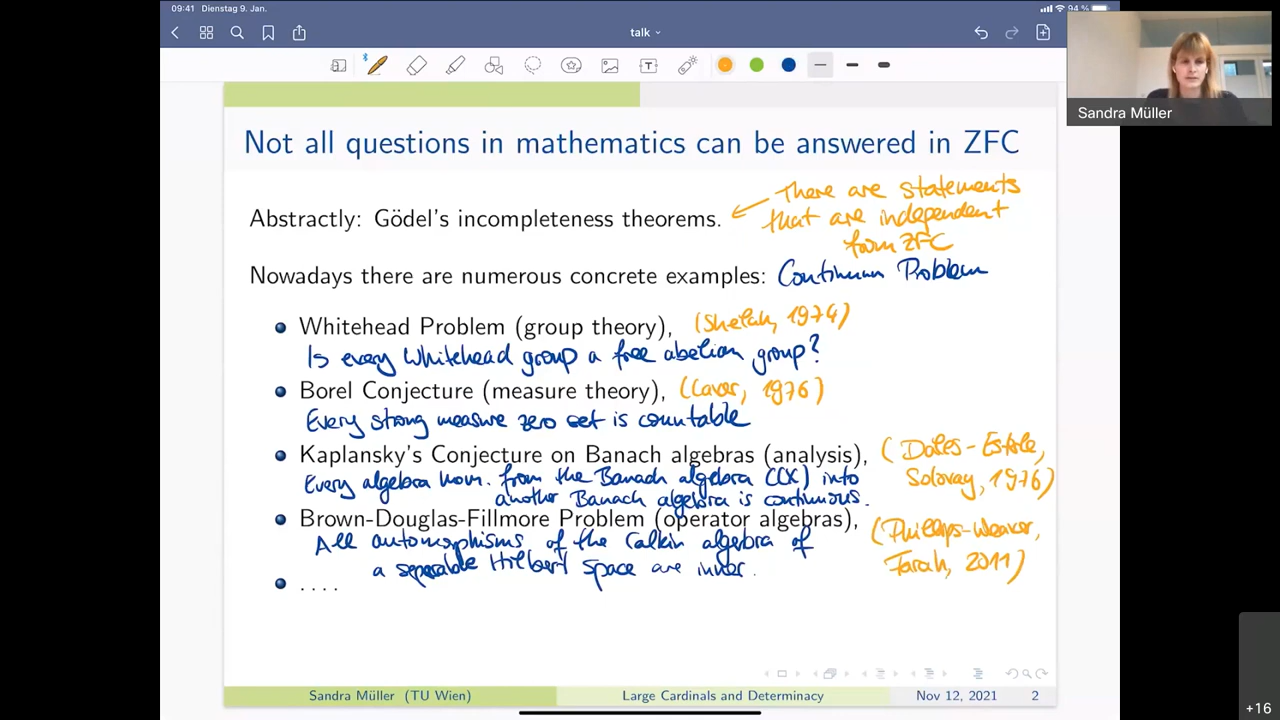 09:41 Dienstag 9. Jan.
94 %
talk
Sandra Müller
Not all questions in mathematics can be answered in ZFC
There are statements
that are independent
from ZFC
Abstractly: Gödel's incompleteness theorems.
Nowadays there are numerous concrete examples: Continuum Problem
Whitehead Problem (group theory), (Shelah, 1974)
Is every Whitehead group a free abelian group?
Borel Conjecture (measure theory), (Laver, 1976)
Every strong measure zero set is countable
Kaplansky's Conjecture on Banach algebras (analysis), (Dales-Esterle,
Solovay, 1976)
Every algebra hom. from the Banach algebra C(X) into
another Banach algebra is continuous.
Brown-Douglas-Fillmore Problem (operator algebras), (Phillips-Weaver,
Farah, 2011)
All automorphisms of the Calkin algebra of
a separable Hilbert space are inner.
. . . .
Sandra Müller (TU Wien) Large Cardinals and Determinacy Nov 12, 2021 2
+16